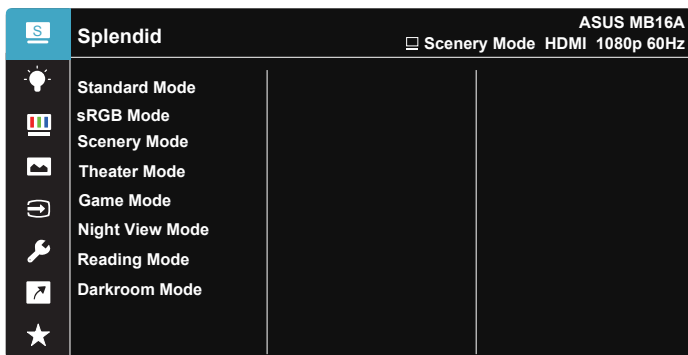 S
Splendid
ASUS MB16A
Scenery Mode HDMI 1080p 60Hz
Standard Mode
sRGB Mode
Scenery Mode
Theater Mode
Game Mode
Night View Mode
Reading Mode
Darkroom Mode